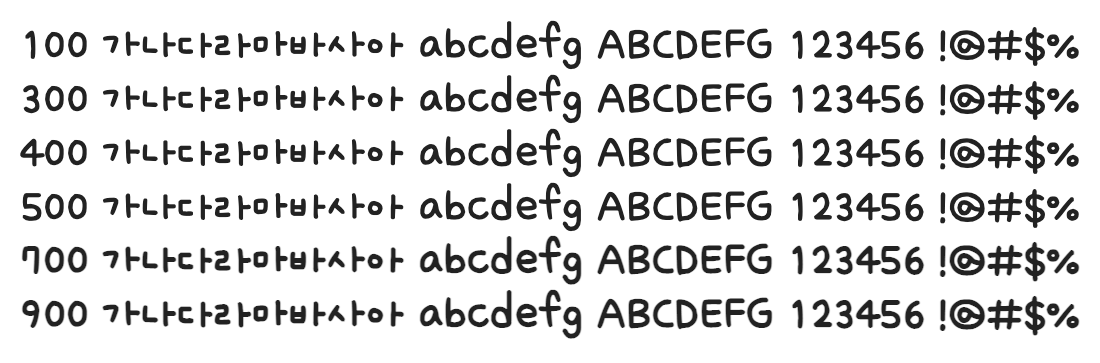 100 가나다라마바사아 abcdefg ABCDEFG 123456 !@#$%
300 가나다라마바사아 abcdefg ABCDEFG 123456 !@#$%
400 가나다라마바사아 abcdefg ABCDEFG 123456 !@#$%
500 가나다라마바사아 abcdefg ABCDEFG 123456 !@#$%
700 가나다라마바사아 abcdefg ABCDEFG 123456 !@#$%
900 가나다라마바사아 abcdefg ABCDEFG 123456 !@#$%